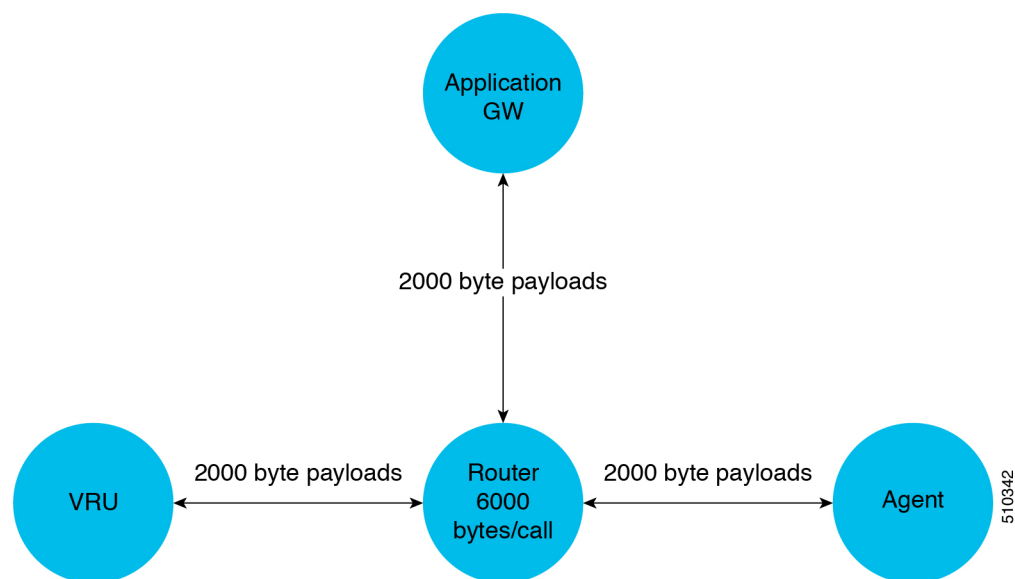 Application
GW
2000 byte payloads
VRU
2000 byte payloads
Router
6000
bytes/call
2000 byte payloads
Agent
510342